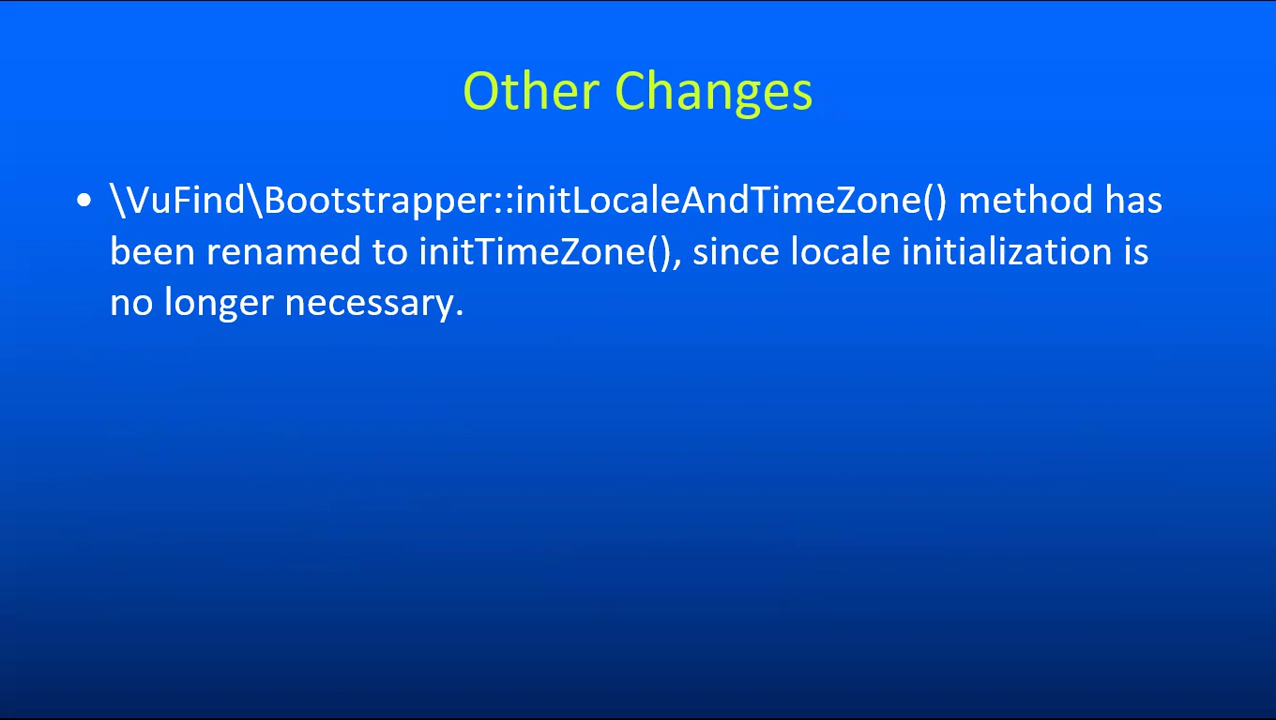 Other Changes
• \VuFind\Bootstrapper::initLocaleAndTimeZone() method has
been renamed to initTimeZone(), since locale initialization is
no longer necessary.